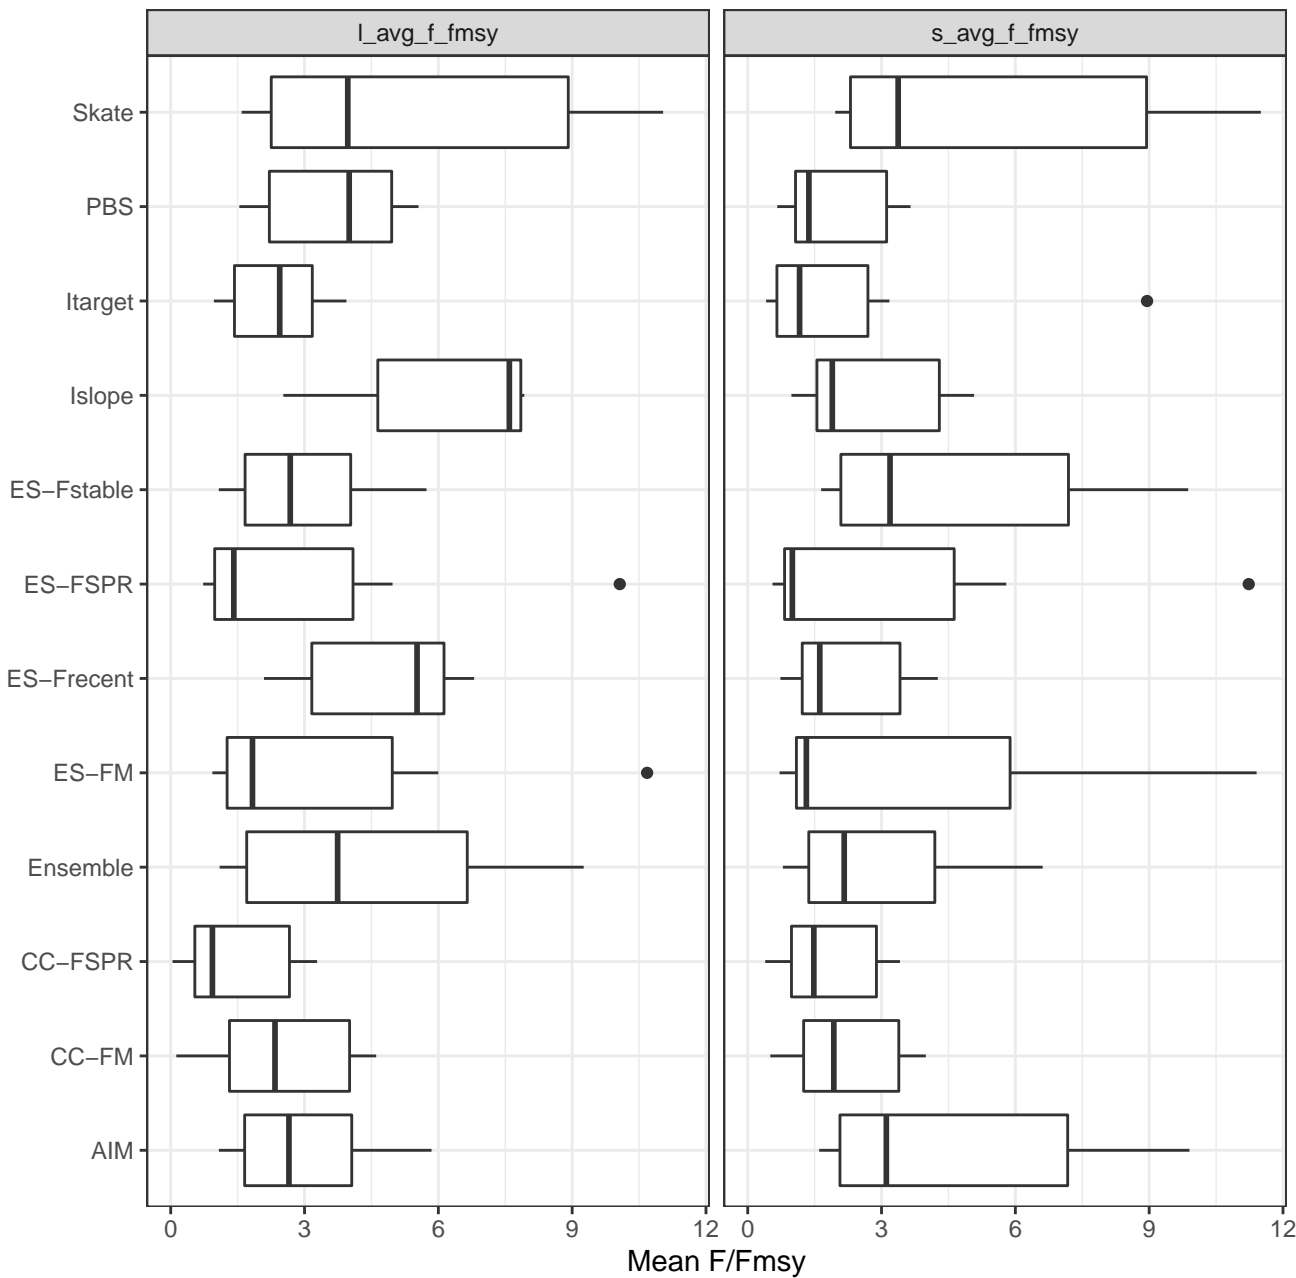 l_avg_f_fmsy
s_avg_f_fmsy
Skate
PBS
Itarget
Islope
ES−Fstable
ES−FSPR
ES−Frecent
ES−FM
Ensemble
CC−FSPR
CC−FM
AIM
0 3 6 9 12
0 3 6 9 12
Mean F/Fmsy